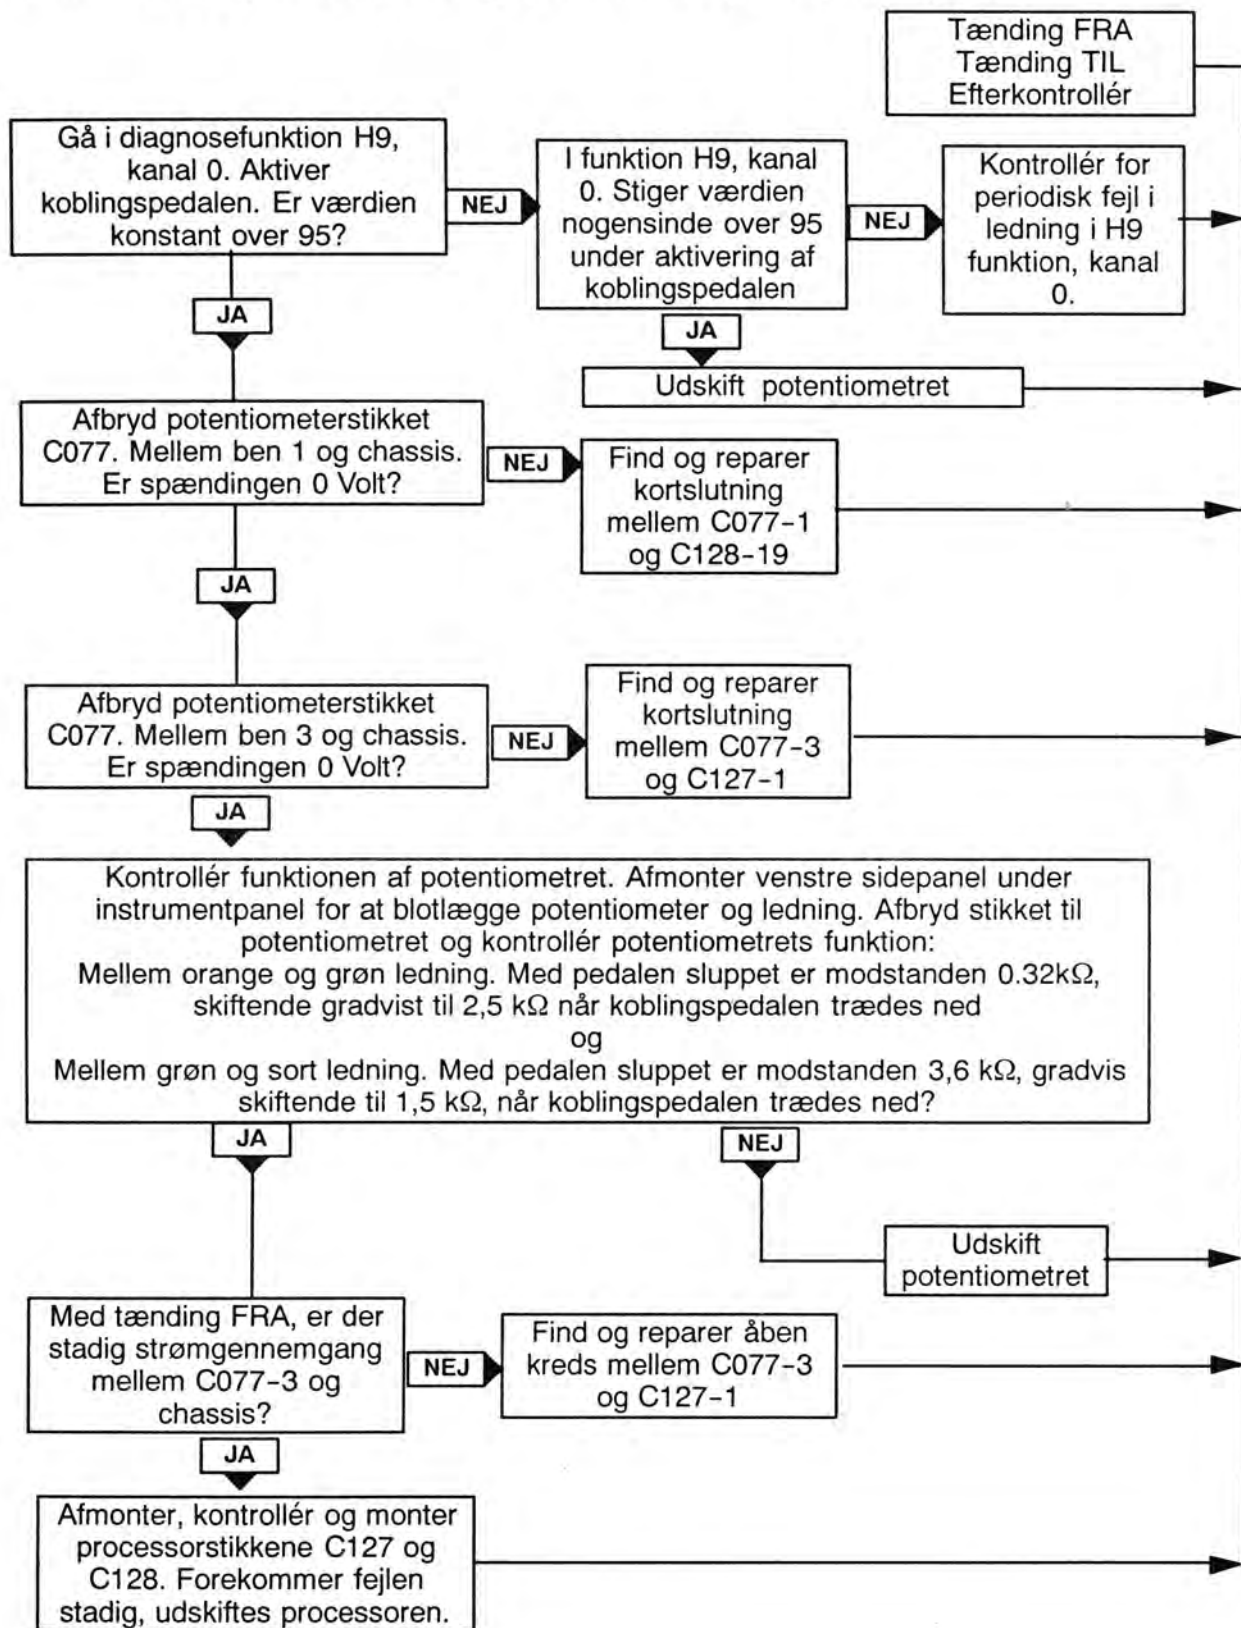 Tænding FRA
Tænding TIL
Efterkontrollér
Gå i diagnosefunktion H9,
kanal 0. Aktiver
koblingspedalen. Er værdien
konstant over 95?
NEJ
I funktion H9, kanal
0. Stiger værdien
nogensinde over 95
under aktivering af
koblingspedalen
NEJ
Kontrollér for
periodisk fejl i
ledning i H9
funktion, kanal
0.
JA
JA
Udskift potentiometret
Afbryd potentiometerstikket
C077. Mellem ben 1 og chassis.
Er spændingen 0 Volt?
NEJ
Find og reparer
kortslutning
mellem C077-1
og C128-19
JA
Afbryd potentiometerstikket
C077. Mellem ben 3 og chassis.
Er spændingen 0 Volt?
NEJ
Find og reparer
kortslutning
mellem C077-3
og C127-1
JA
Kontrollér funktionen af potentiometret. Afmonter venstre sidepanel under
instrumentpanel for at blotlægge potentiometer og ledning. Afbryd stikket til
potentiometret og kontrollér potentiometrets funktion:
Mellem orange og grøn ledning. Med pedalen sluppet er modstanden 0.32kΩ,
skiftende gradvist til 2,5 kΩ når koblingspedalen trædes ned
og
Mellem grøn og sort ledning. Med pedalen sluppet er modstanden 3,6 kΩ, gradvis
skiftende til 1,5 kΩ, når koblingspedalen trædes ned?
JA
NEJ
Udskift
potentiometret
Med tænding FRA, er der
stadig strømgennemgang
mellem C077-3 og
chassis?
NEJ
Find og reparer åben
kreds mellem C077-3
og C127-1
JA
Afmonter, kontrollér og monter
processorstikkene C127 og
C128. Forekommer fejlen
stadig, udskiftes processoren.